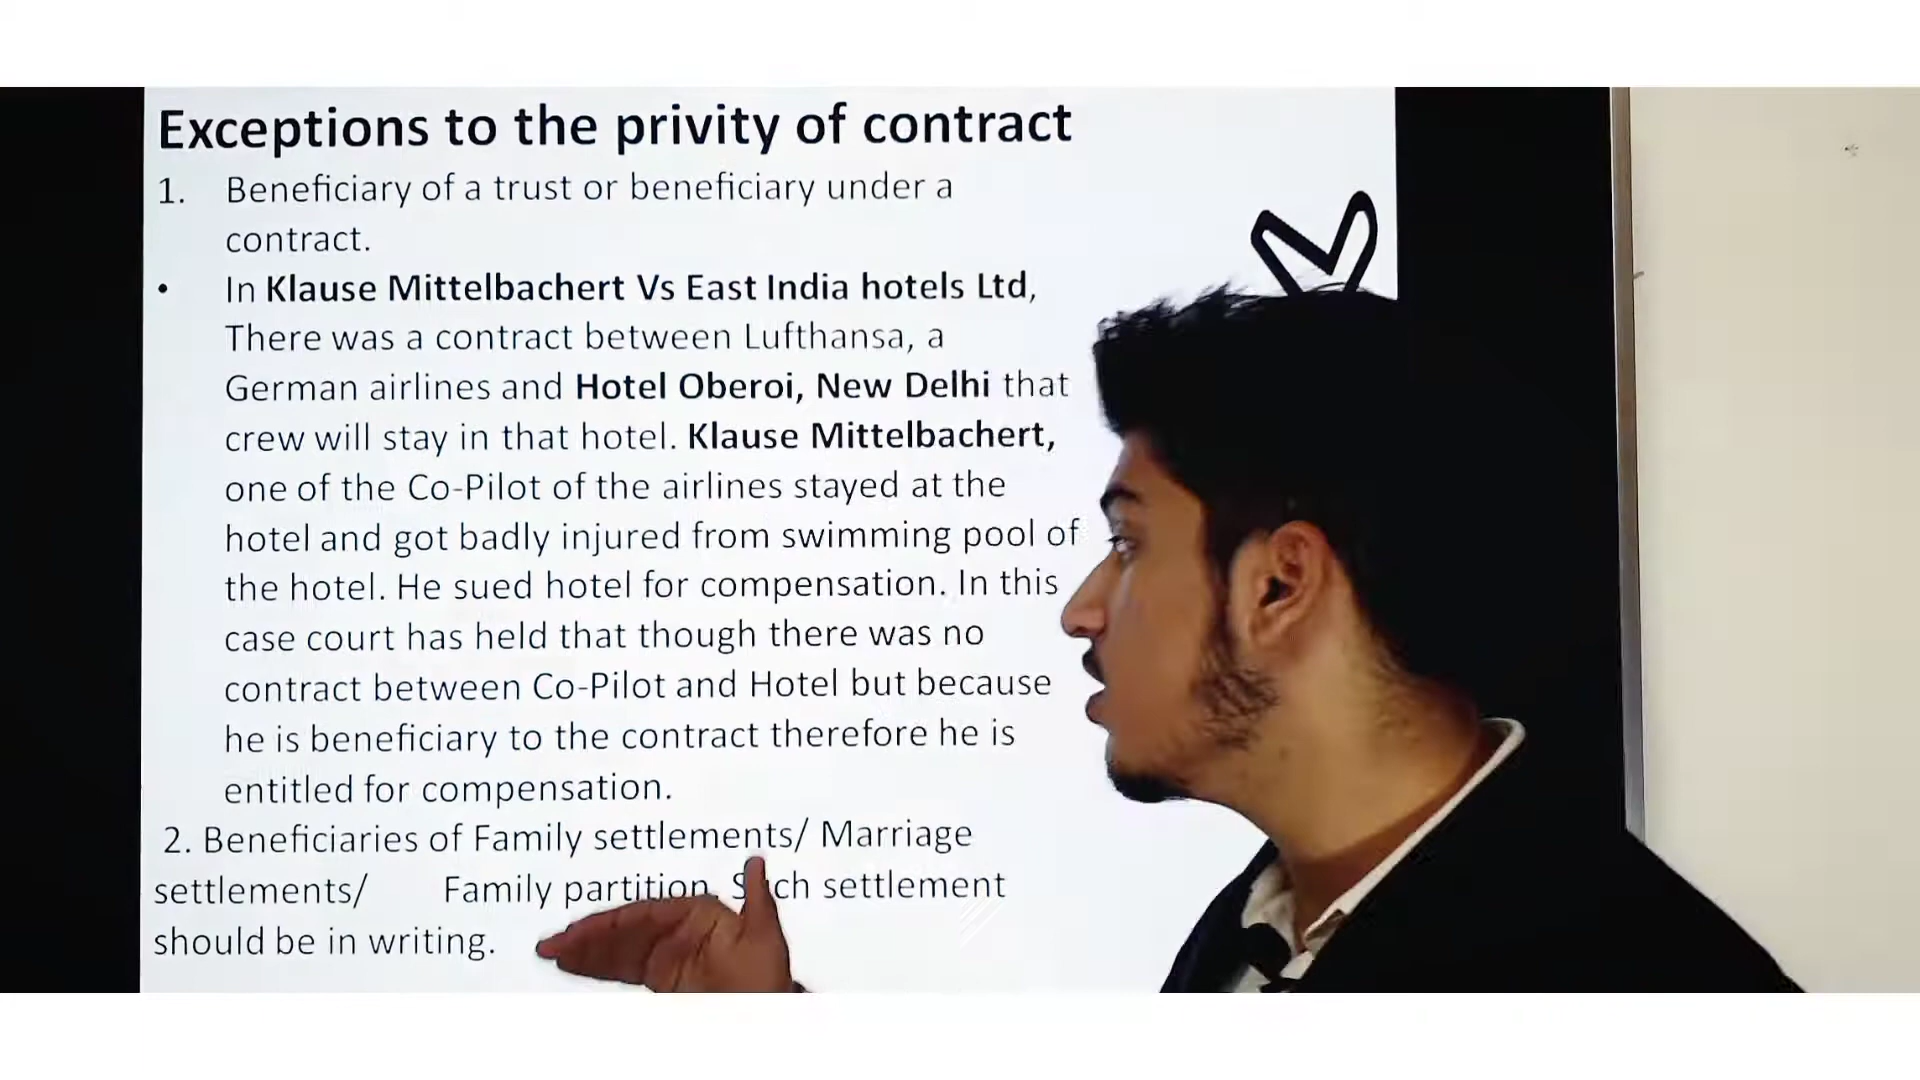 Exceptions to the privity of contract
1. Beneficiary of a trust or beneficiary under a
contract.
• In Klause Mittelbachert Vs East India hotels Ltd,
There was a contract between Lufthansa, a
German airlines and Hotel Oberoi, New Delhi that
crew will stay in that hotel. Klause Mittelbachert,
one of the Co-Pilot of the airlines stayed at the
hotel and got badly injured from swimming pool of
the hotel. He sued hotel for compensation. In this
case court has held that though there was no
contract between Co-Pilot and Hotel but because
he is beneficiary to the contract therefore he is
entitled for compensation.
2. Beneficiaries of Family settlements/ Marriage
settlements/ Family partition. Such settlement
should be in writing.